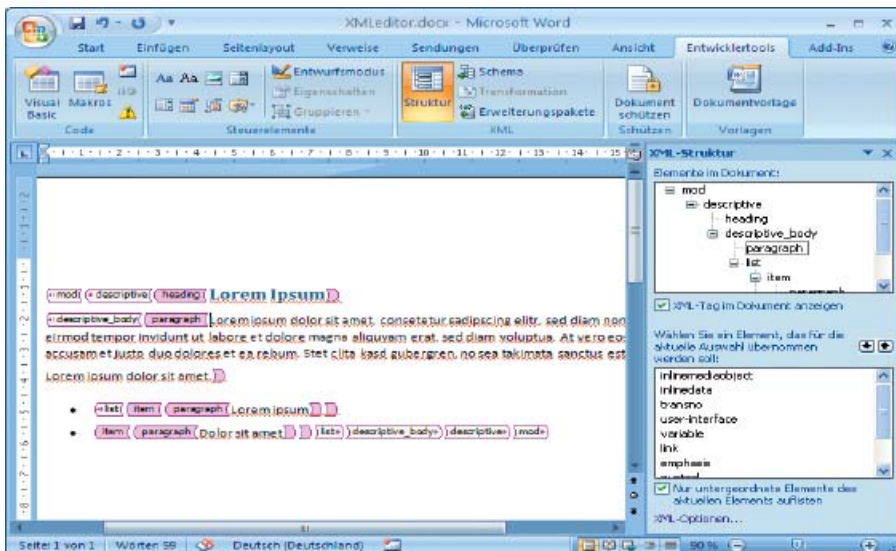 XMLeditor.docx - Microsoft Word
Start Einfügen Seitenlayout Verweise Sendungen Überprüfen Ansicht Entwicklertools Add-Ins
Visual Basic
Makros
Code
Entwurfsmodus
Eigenschaften
Gruppieren
Steuerelemente
Struktur
Schema
Transformation
Erweiterungspakete
XML
Dokument schützen
Schützen
Dokumentvorlage
Vorlagen
mod descriptive heading Lorem Ipsum
descriptive_body paragraph Lorem ipsum dolor sit amet, consetetur sadipscing elitr, sed diam non
eirmod tempor invidunt ut labore et dolore magna aliquyam erat, sed diam voluptua. At vero eos
accusam et justo duo dolores et ea rebum. Stet clita kasd gubergren, no sea takimata sanctus est
Lorem ipsum dolor sit amet.
list item paragraph Lorem ipsum
item paragraph Dolor sit amet list descriptive_body descriptive mod
XML-Struktur
Elemente im Dokument:
mod
descriptive
heading
descriptive_body
paragraph
list
item
XML-Tag im Dokument anzeigen
Wählen Sie ein Element, das für die
aktuelle Auswahl übernommen
werden soll:
inlinemediaobject
inlinedata
transno
user-interface
variable
link
emphasis
Nur untergeordnete Elemente des
aktuellen Elements auflisten
XML-Optionen...
Seite: 1 von 1 Wörter: 59 Deutsch (Deutschland) 90 %